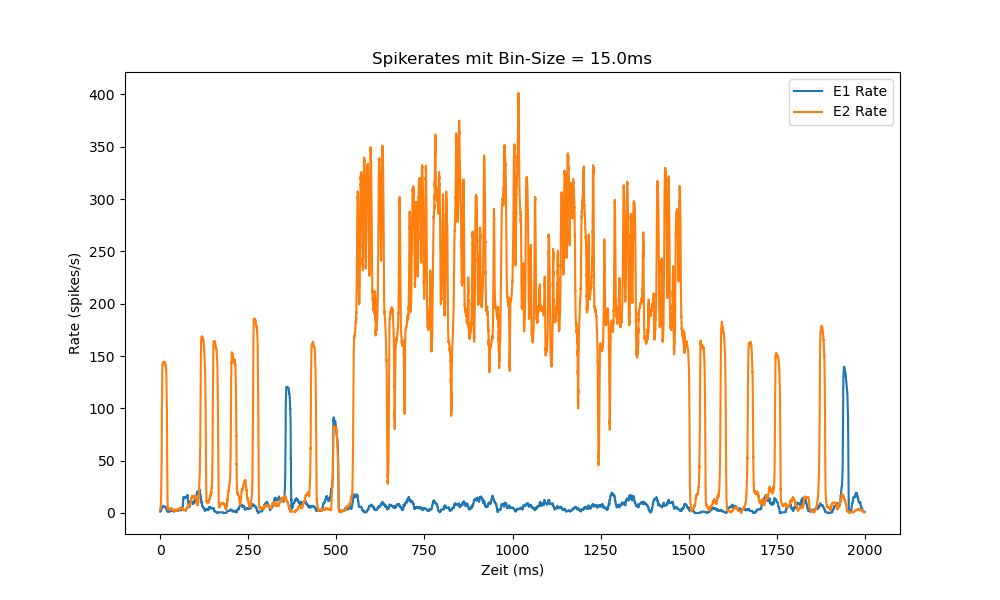 Spikerates mit Bin-Size = 15.0ms
E1 Rate
E2 Rate
Rate (spikes/s)
400
350
300
250
200
150
100
50
0
0 250 500 750 1000 1250 1500 1750 2000
Zeit (ms)